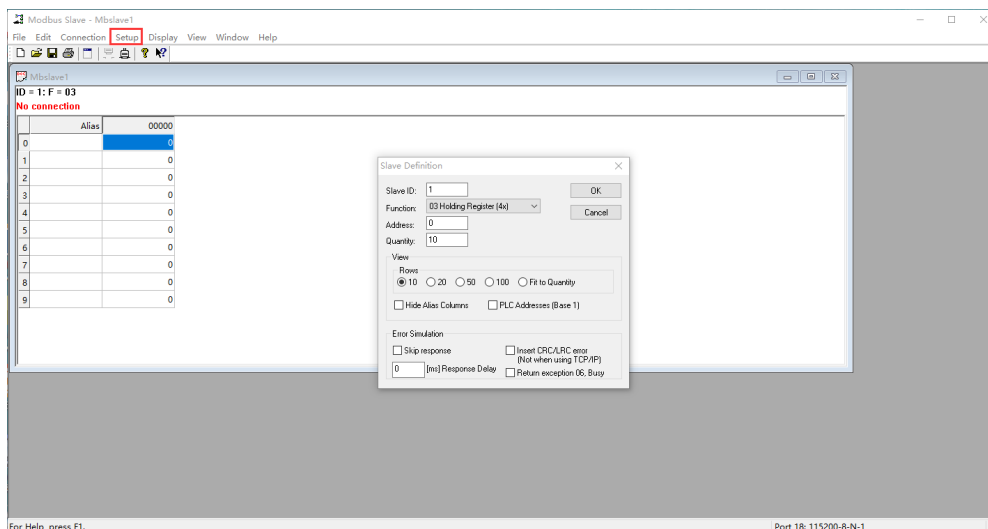 Modbus Slave - Mbslave1
File Edit Connection Setup Display View Window Help
Mbslave1
ID = 1: F = 03
No connection
Alias 00000
0 0
1 0
2 0
3 0
4 0
5 0
6 0
7 0
8 0
9 0
Slave Definition
Slave ID: 1 OK
Function: 03 Holding Register (4x) Cancel
Address: 0
Quantity: 10
View
Rows
10 20 50 100 Fit to Quantity
Hide Alias Columns PLC Addresses (Base 1)
Error Simulation
Skip response Insert CRC/LRC error
(Not when using TCP/IP)
0 [ms] Response Delay Return exception 06, Busy
For Help, press F1. Port 18: 115200-8-N-1